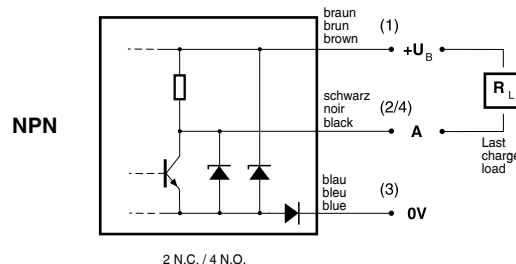 braun
brun
brown
(1)
+UB
schwarz
noir
black
(2/4)
A
RL
Last
charge
load
NPN
blau
bleu
blue
(3)
0V
2 N.C. / 4 N.O.